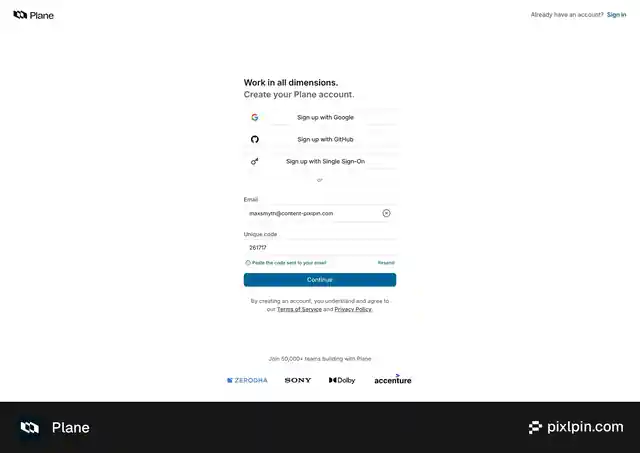 Plane
Already have an account? Sign in
Work in all dimensions.
Create your Plane account.
Sign up with Google
Sign up with GitHub
Sign up with Single Sign-On
or
Email
maxsmyth@content-pixlpin.com
Unique code
261717
Paste the code sent to your email
Resend
Continue
By creating an account, you understand and agree to
our Terms of Service and Privacy Policy.
Join 50,000+ teams building with Plane
ZEROGHA SONY Dolby accenture
Plane
pixlpin.com